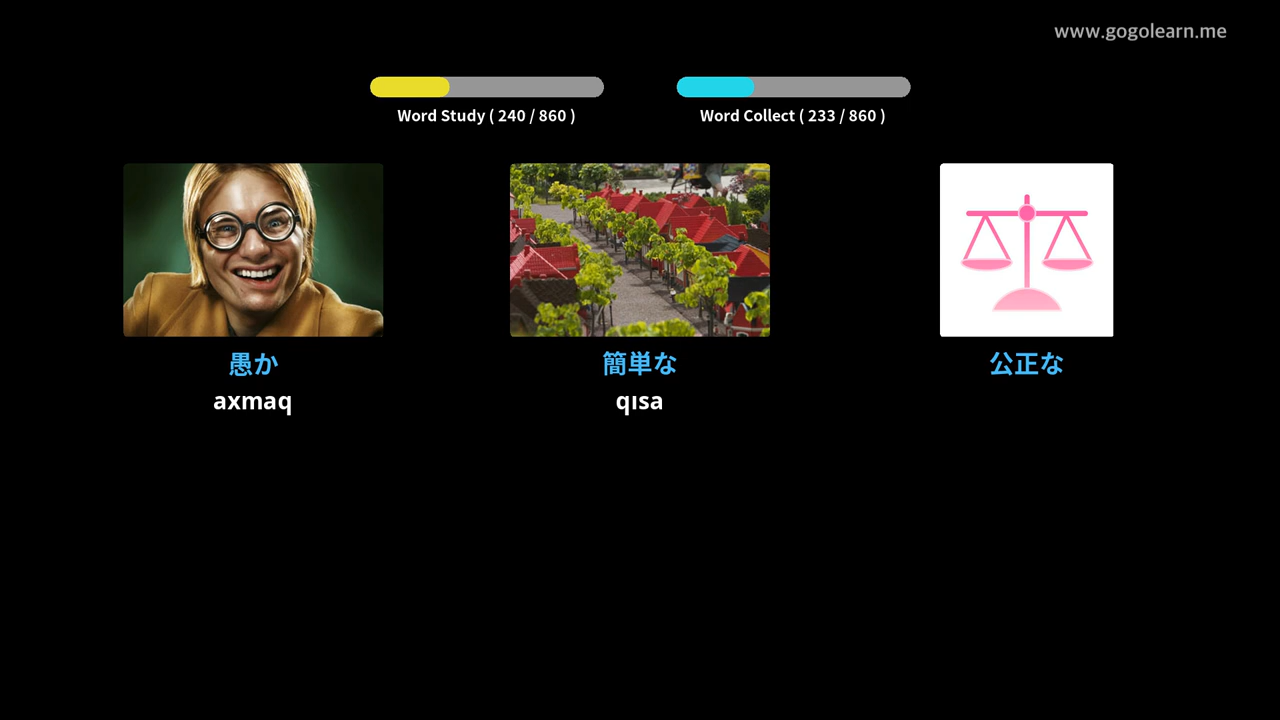 www.gogolearn.me
Word Study ( 240 / 860 )
Word Collect ( 233 / 860 )
愚か
簡単な
公正な
axmaq
qısa